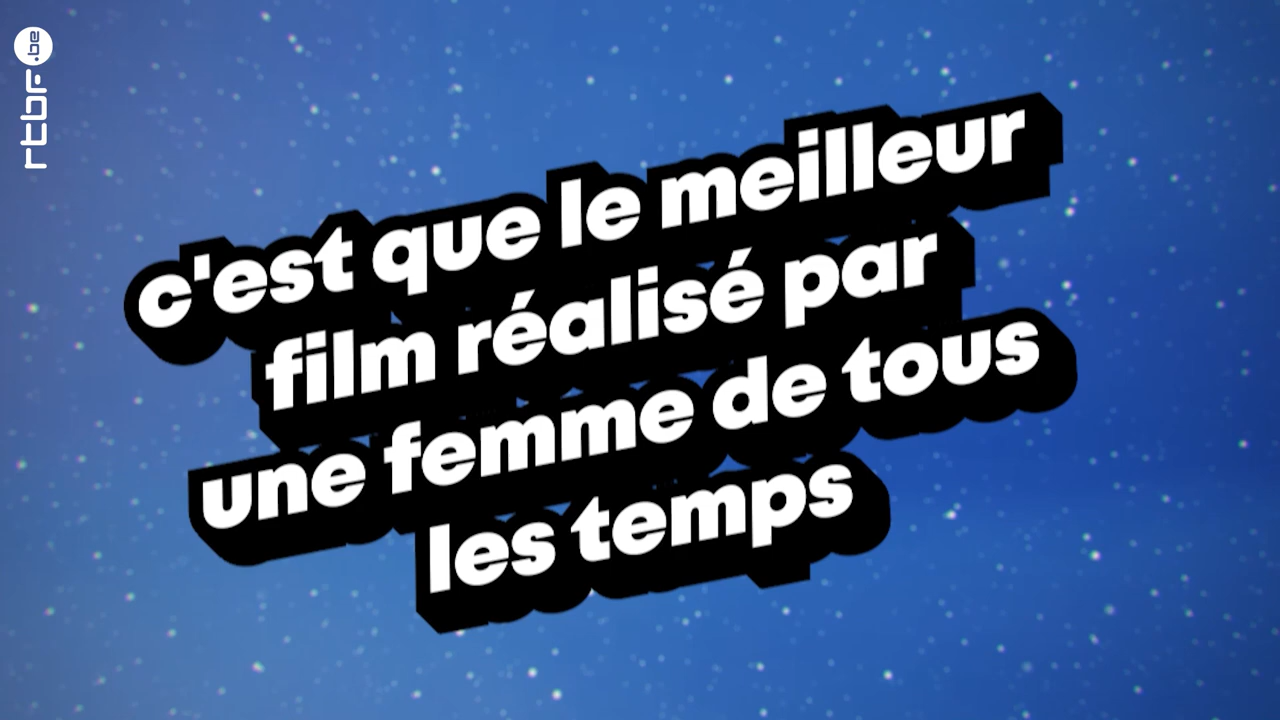 rtbf.be
c'est que le meilleur
film réalisé par
une femme de tous
les temps